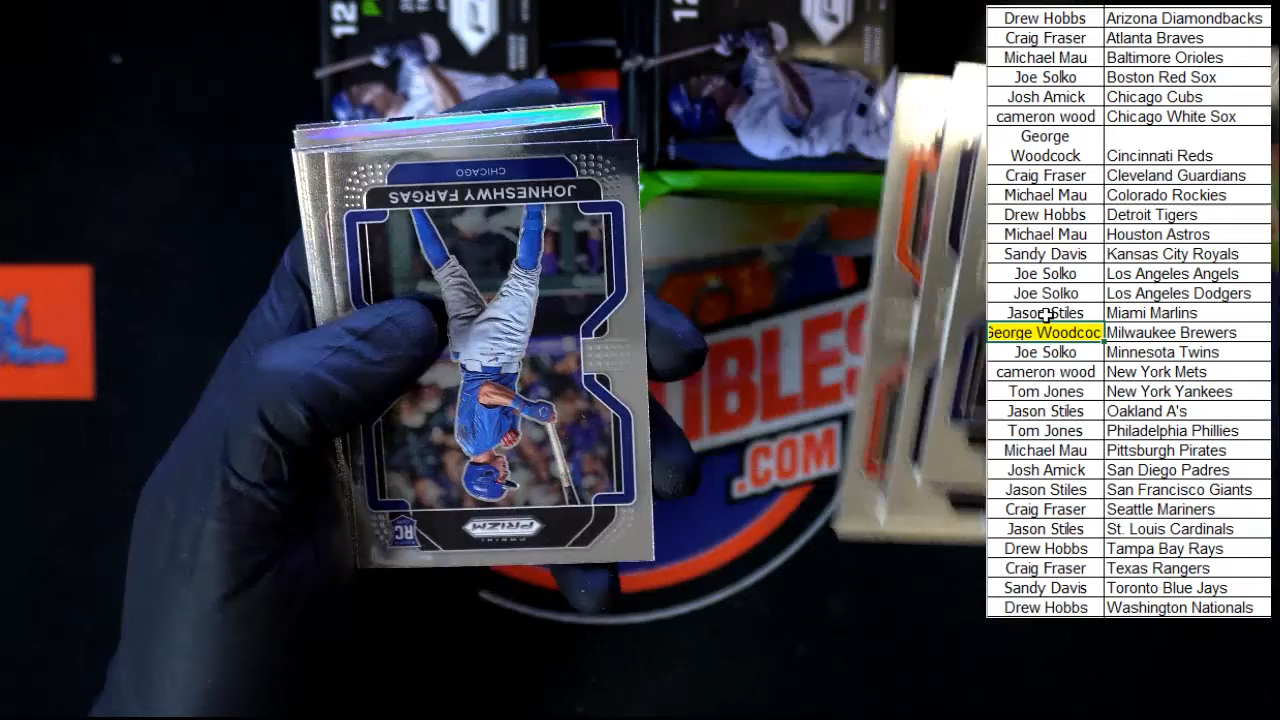 12
12
CHICAGO
JOHNESHWY FARGAS
PRIZM
PANINI
RC
IBLES
.COM
Drew Hobbs Arizona Diamondbacks
Craig Fraser Atlanta Braves
Michael Mau Baltimore Orioles
Joe Solko Boston Red Sox
Josh Amick Chicago Cubs
cameron wood Chicago White Sox
George
Woodcock Cincinnati Reds
Craig Fraser Cleveland Guardians
Michael Mau Colorado Rockies
Drew Hobbs Detroit Tigers
Michael Mau Houston Astros
Sandy Davis Kansas City Royals
Joe Solko Los Angeles Angels
Joe Solko Los Angeles Dodgers
Jason Stiles Miami Marlins
George Woodcoc Milwaukee Brewers
Joe Solko Minnesota Twins
cameron wood New York Mets
Tom Jones New York Yankees
Jason Stiles Oakland A's
Tom Jones Philadelphia Phillies
Michael Mau Pittsburgh Pirates
Josh Amick San Diego Padres
Jason Stiles San Francisco Giants
Craig Fraser Seattle Mariners
Jason Stiles St. Louis Cardinals
Drew Hobbs Tampa Bay Rays
Craig Fraser Texas Rangers
Sandy Davis Toronto Blue Jays
Drew Hobbs Washington Nationals